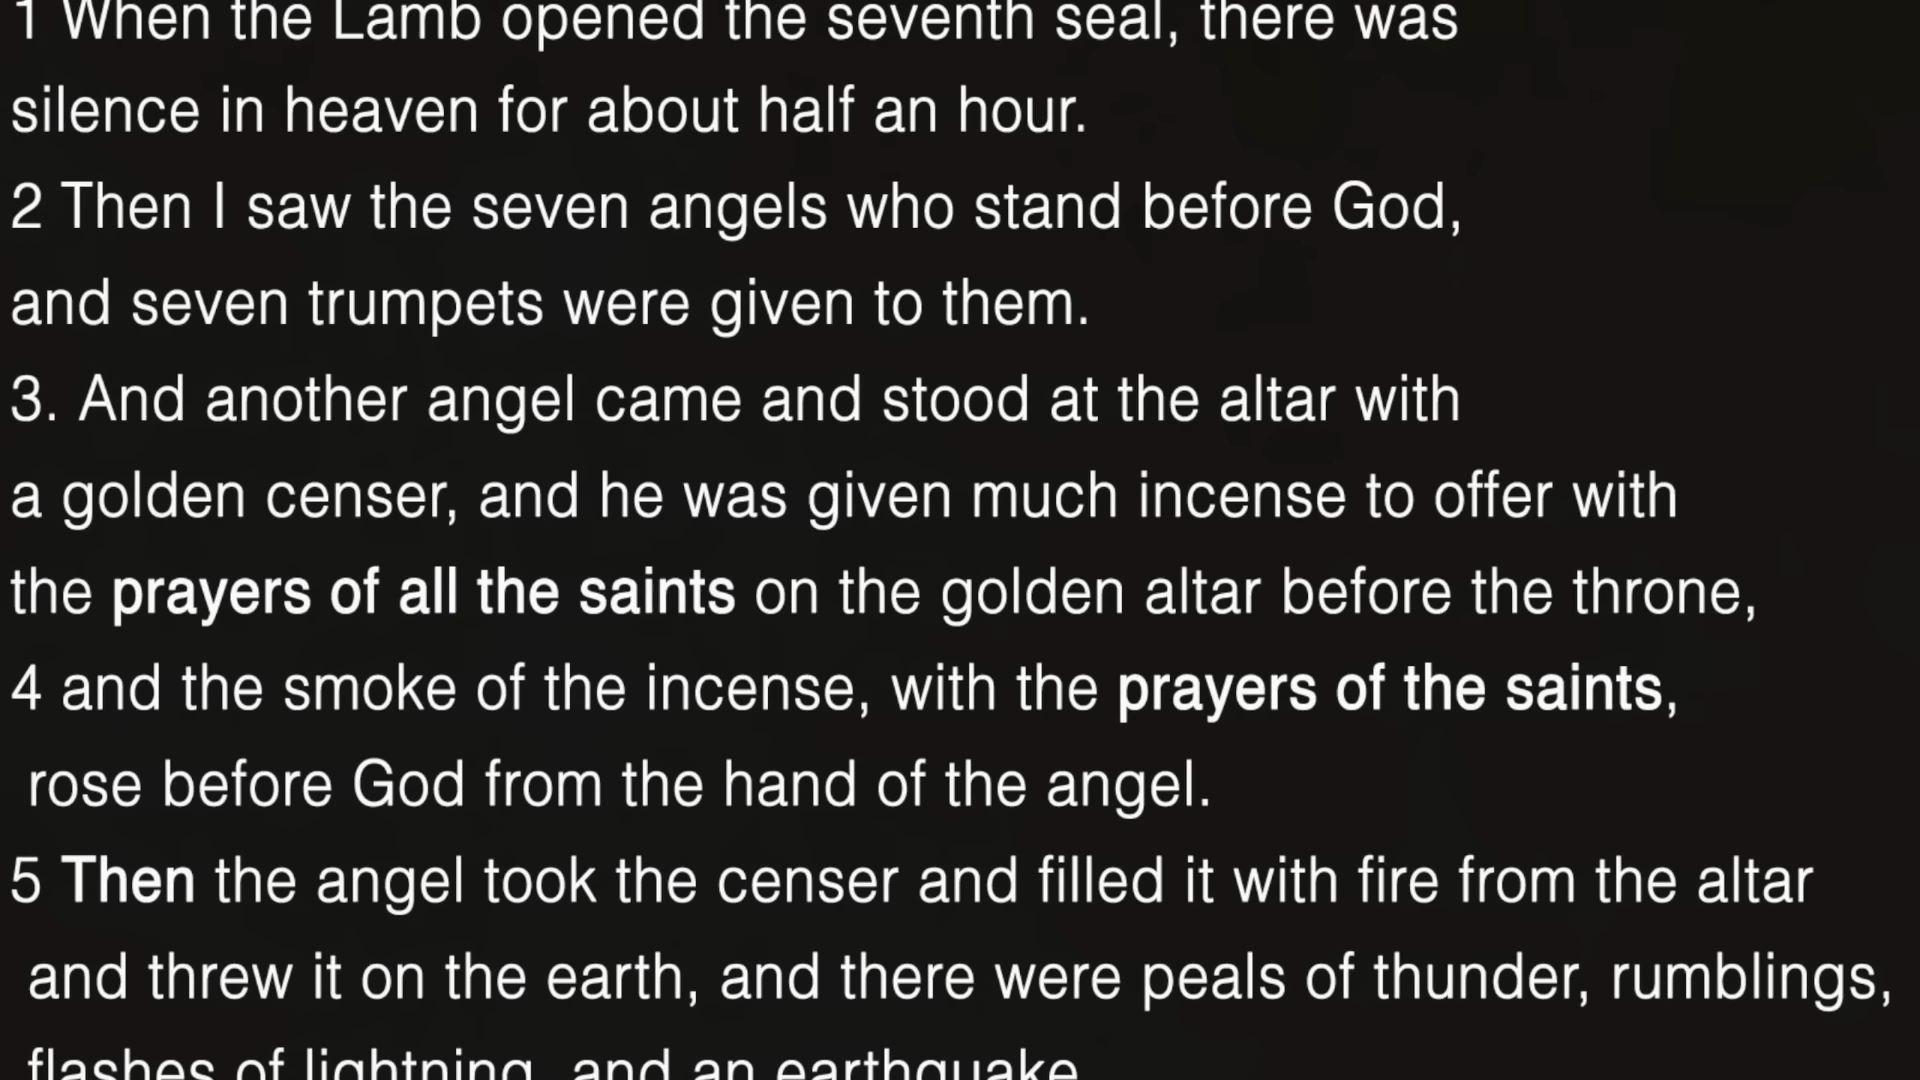 1 When the Lamb opened the seventh seal, there was
silence in heaven for about half an hour.
2 Then I saw the seven angels who stand before God,
and seven trumpets were given to them.
3. And another angel came and stood at the altar with
a golden censer, and he was given much incense to offer with
the prayers of all the saints on the golden altar before the throne,
4 and the smoke of the incense, with the prayers of the saints,
rose before God from the hand of the angel.
5 Then the angel took the censer and filled it with fire from the altar
and threw it on the earth, and there were peals of thunder, rumblings,
flashes of lightning, and an earthquake